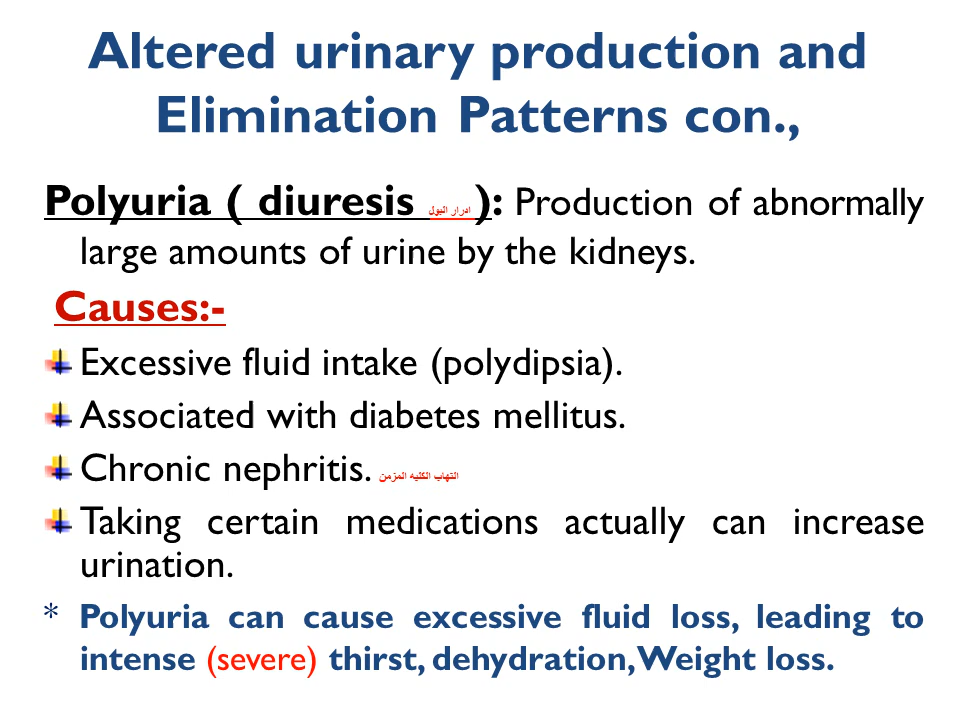 Altered urinary production and
Elimination Patterns con.,
Polyuria ( diuresis ادرار البول ): Production of abnormally
large amounts of urine by the kidneys.
Causes:-
Excessive fluid intake (polydipsia).
Associated with diabetes mellitus.
Chronic nephritis. التهاب الكليه المزمن
Taking certain medications actually can increase
urination.
* Polyuria can cause excessive fluid loss, leading to
intense (severe) thirst, dehydration, Weight loss.